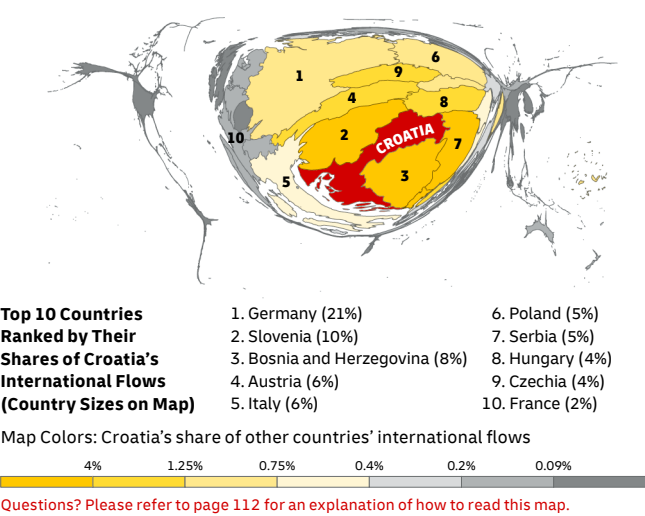 1
6
9
4
8
2
CROATIA
10
7
5
3
Top 10 Countries
Ranked by Their
Shares of Croatia's
International Flows
(Country Sizes on Map)
1. Germany (21%)
2. Slovenia (10%)
3. Bosnia and Herzegovina (8%)
4. Austria (6%)
5. Italy (6%)
6. Poland (5%)
7. Serbia (5%)
8. Hungary (4%)
9. Czechia (4%)
10. France (2%)
Map Colors: Croatia's share of other countries' international flows
4% 1.25% 0.75% 0.4% 0.2% 0.09%
Questions? Please refer to page 112 for an explanation of how to read this map.